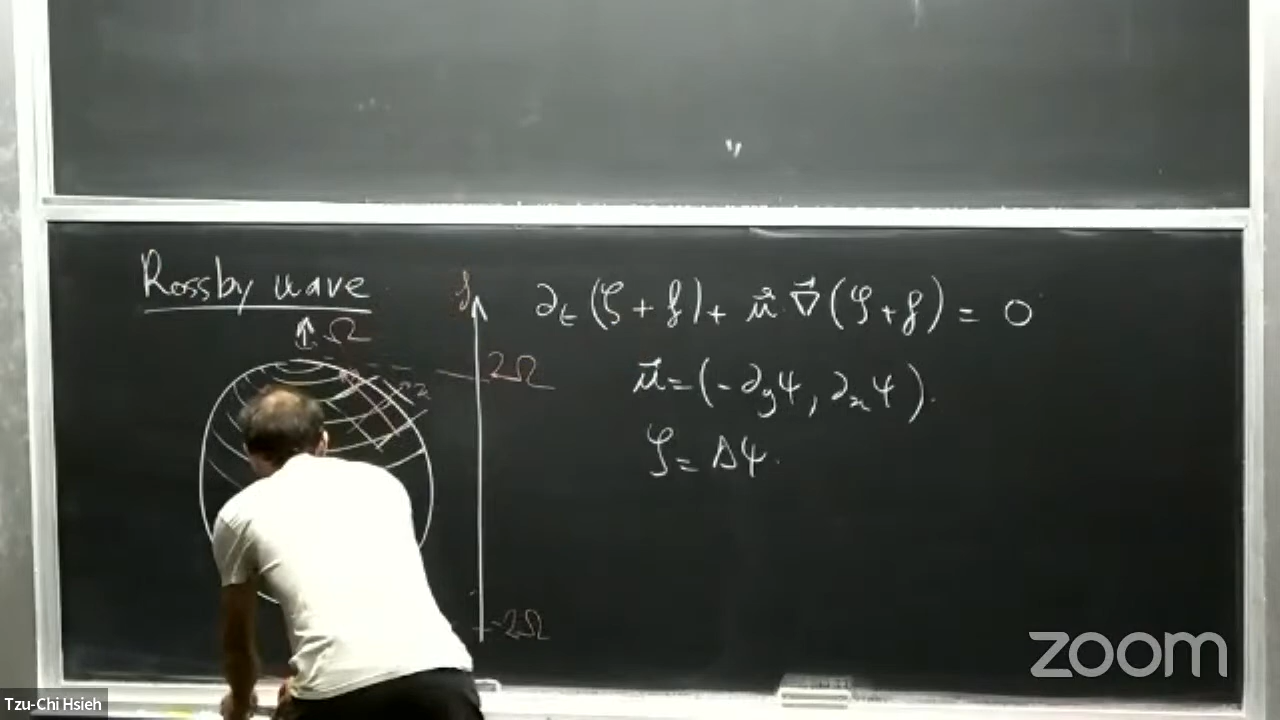 Rossby wave
Ω
f
2Ω
-2Ω
∂t(ζ+f)+ u⃗.∇⃗(ζ+f)=0
u⃗=(-∂yψ, ∂xψ).
ζ=Δψ.
zoom
Tzu-Chi Hsieh